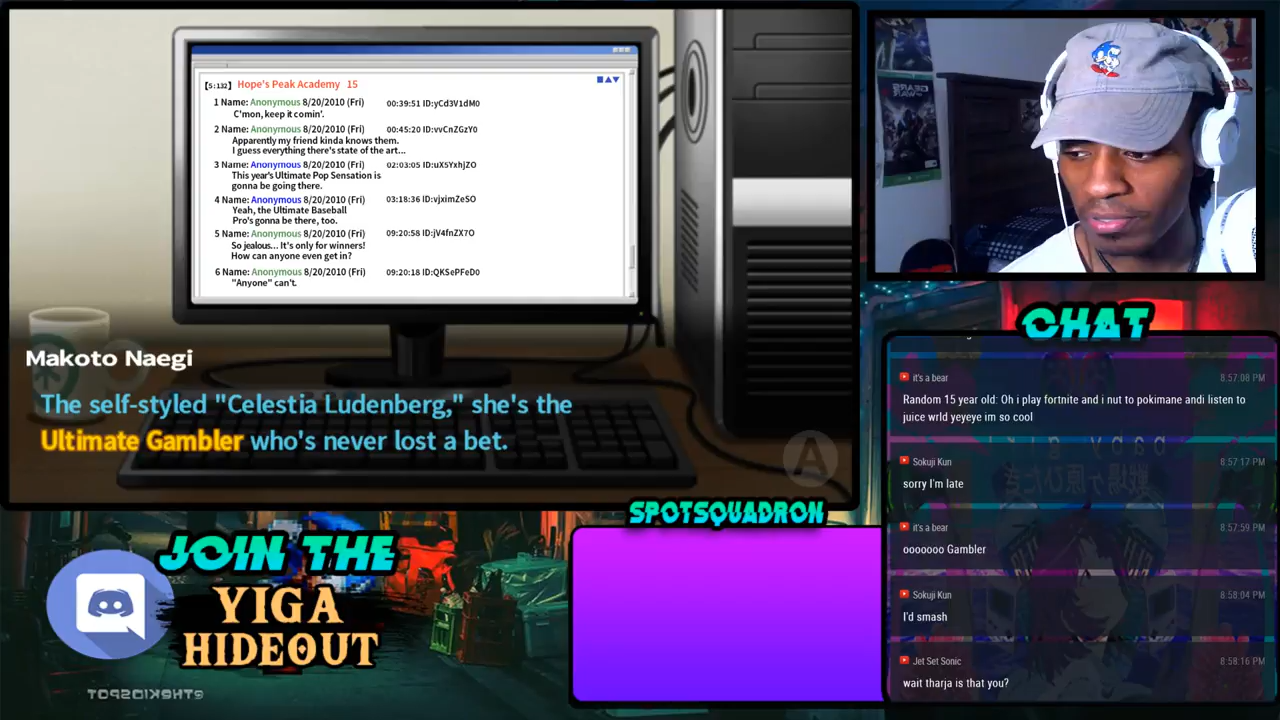 [5:132] Hope's Peak Academy 15
1 Name: Anonymous 8/20/2010 (Fri) 00:39:51 ID:yCd3V1dM0
C'mon, keep it comin'.
2 Name: Anonymous 8/20/2010 (Fri) 00:45:20 ID:vvCnZGzY0
Apparently my friend kinda knows them.
I guess everything there's state of the art...
3 Name: Anonymous 8/20/2010 (Fri) 02:03:05 ID:uX5YxhjZO
This year's Ultimate Pop Sensation is
gonna be going there.
4 Name: Anonymous 8/20/2010 (Fri) 03:18:36 ID:vjximZeSO
Yeah, the Ultimate Baseball
Pro's gonna be there, too.
5 Name: Anonymous 8/20/2010 (Fri) 09:20:58 ID:jV4fnZX7O
So jealous... It's only for winners!
How can anyone even get in?
6 Name: Anonymous 8/20/2010 (Fri) 09:20:18 ID:QKSePFeD0
"Anyone" can't.
Makoto Naegi
The self-styled "Celestia Ludenberg," she's the
Ultimate Gambler who's never lost a bet.
A
SPOTSQUADRON
JOIN THE
YIGA
HIDEOUT
@THEKIDSPOT
CHAT
it's a bear 8:57:08 PM
Random 15 year old: Oh i play fortnite and i nut to pokimane andi listen to
juice wrld yeyeye im so cool
Sokuji Kun 8:57:17 PM
sorry I'm late
it's a bear 8:57:59 PM
ooooooo Gambler
Sokuji Kun 8:58:04 PM
I'd smash
Jet Set Sonic 8:58:16 PM
wait tharja is that you?